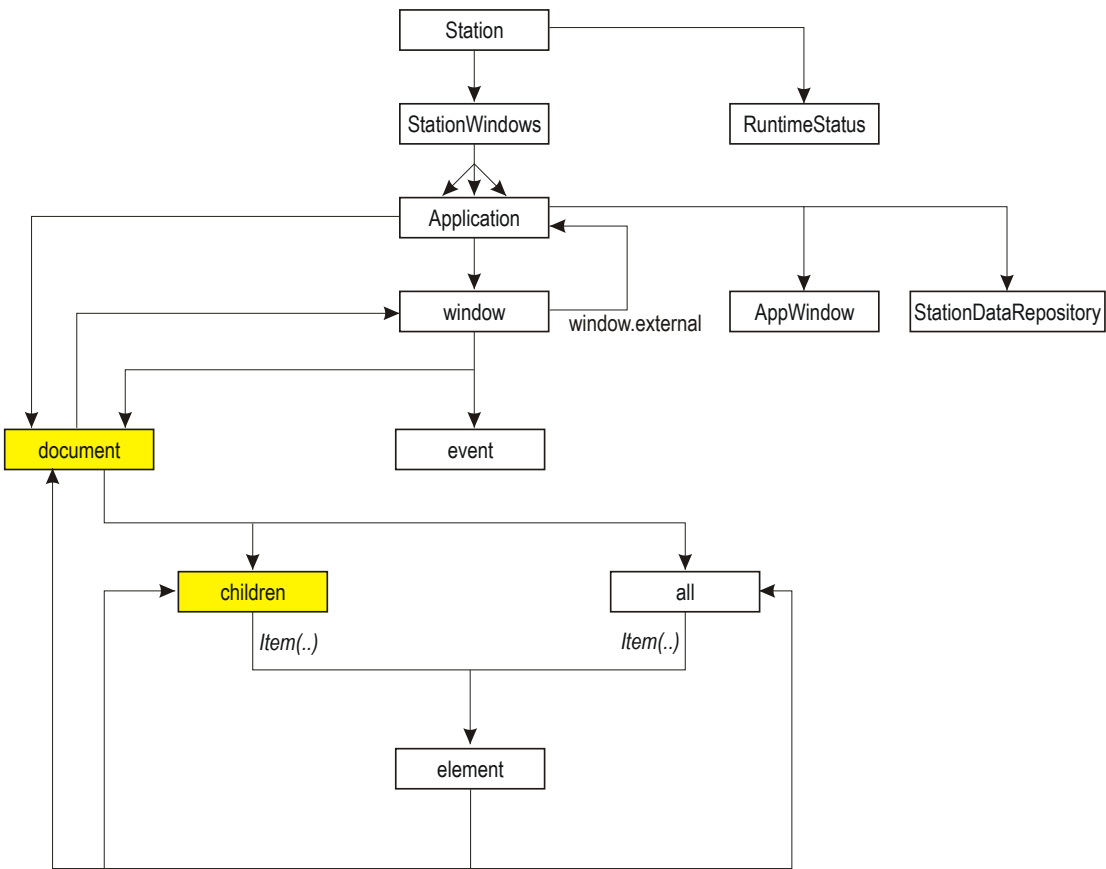 Station
StationWindows
RuntimeStatus
Application
window
window.external
AppWindow
StationDataRepository
document
event
children
all
Item(..)
Item(..)
element